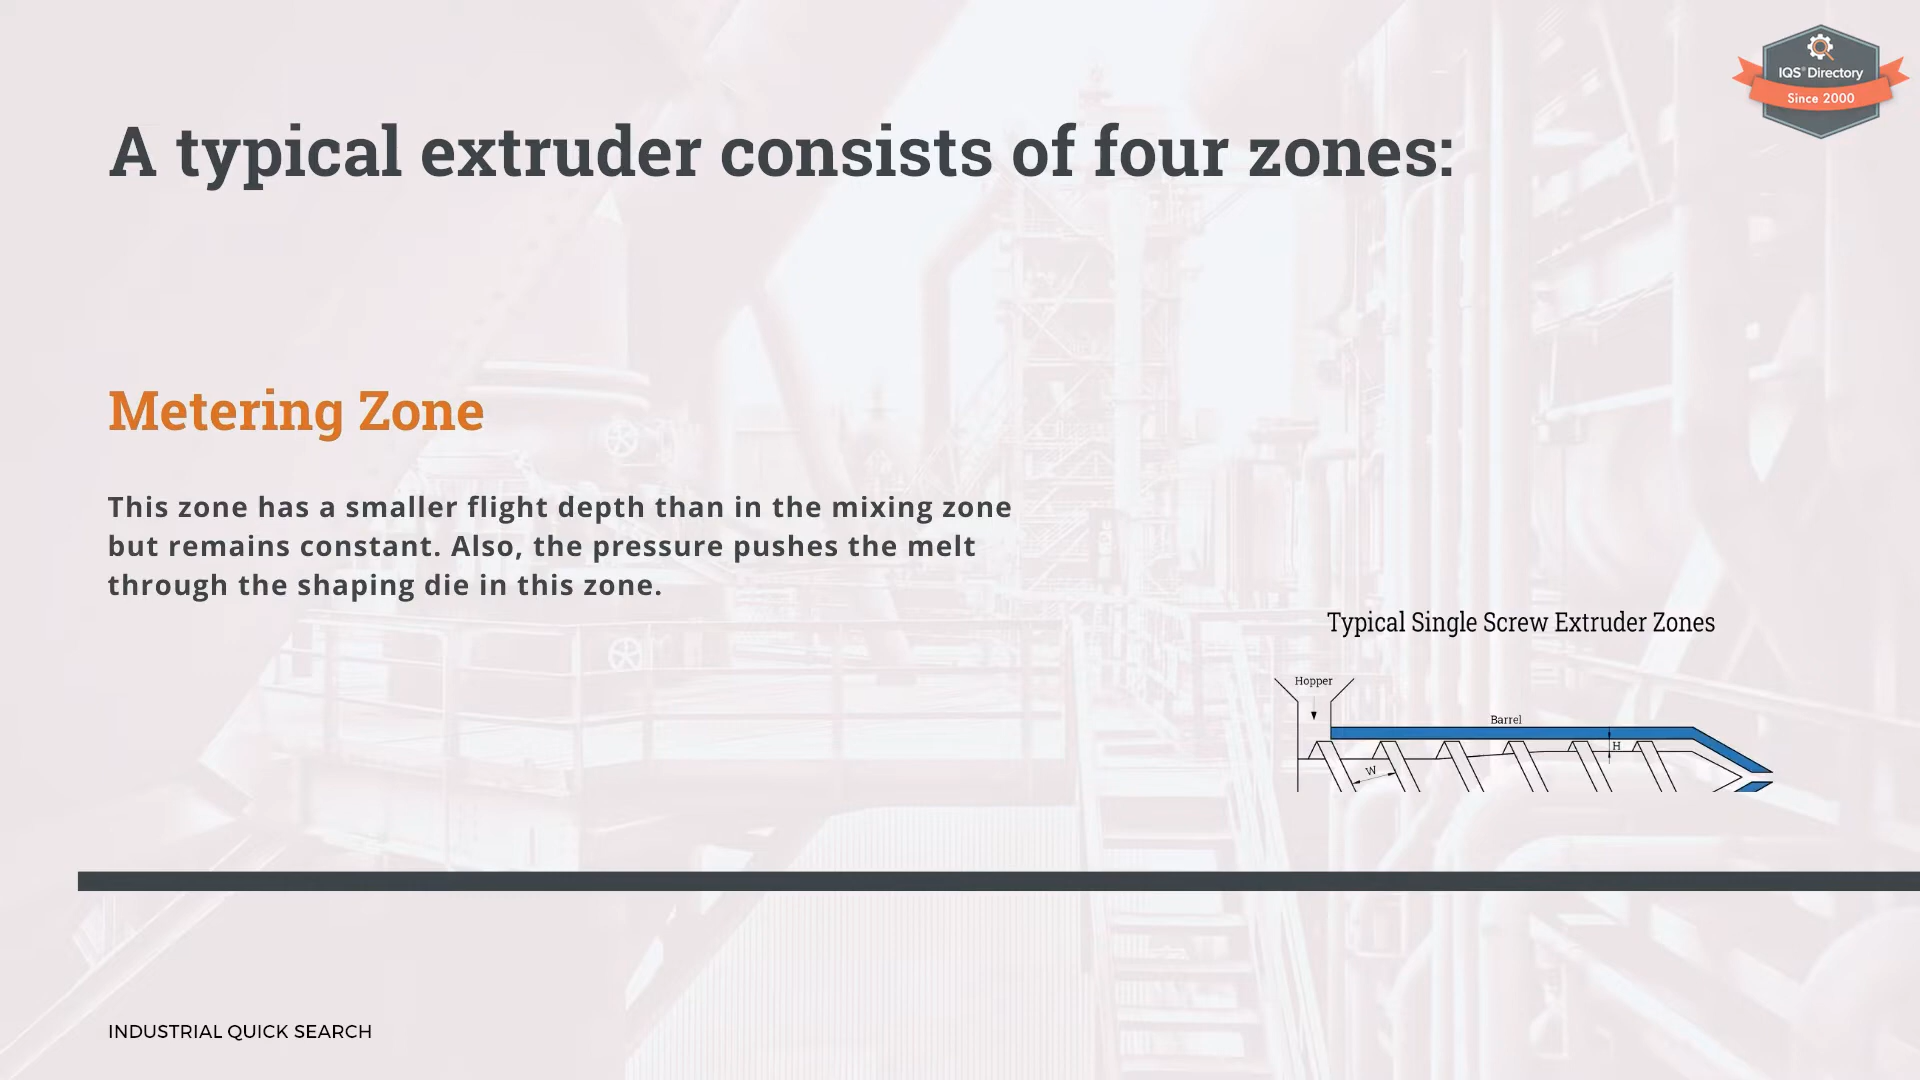 IQS® Directory
Since 2000
A typical extruder consists of four zones:
Metering Zone
This zone has a smaller flight depth than in the mixing zone
but remains constant. Also, the pressure pushes the melt
through the shaping die in this zone.
Typical Single Screw Extruder Zones
Hopper
Barrel
H
W
INDUSTRIAL QUICK SEARCH